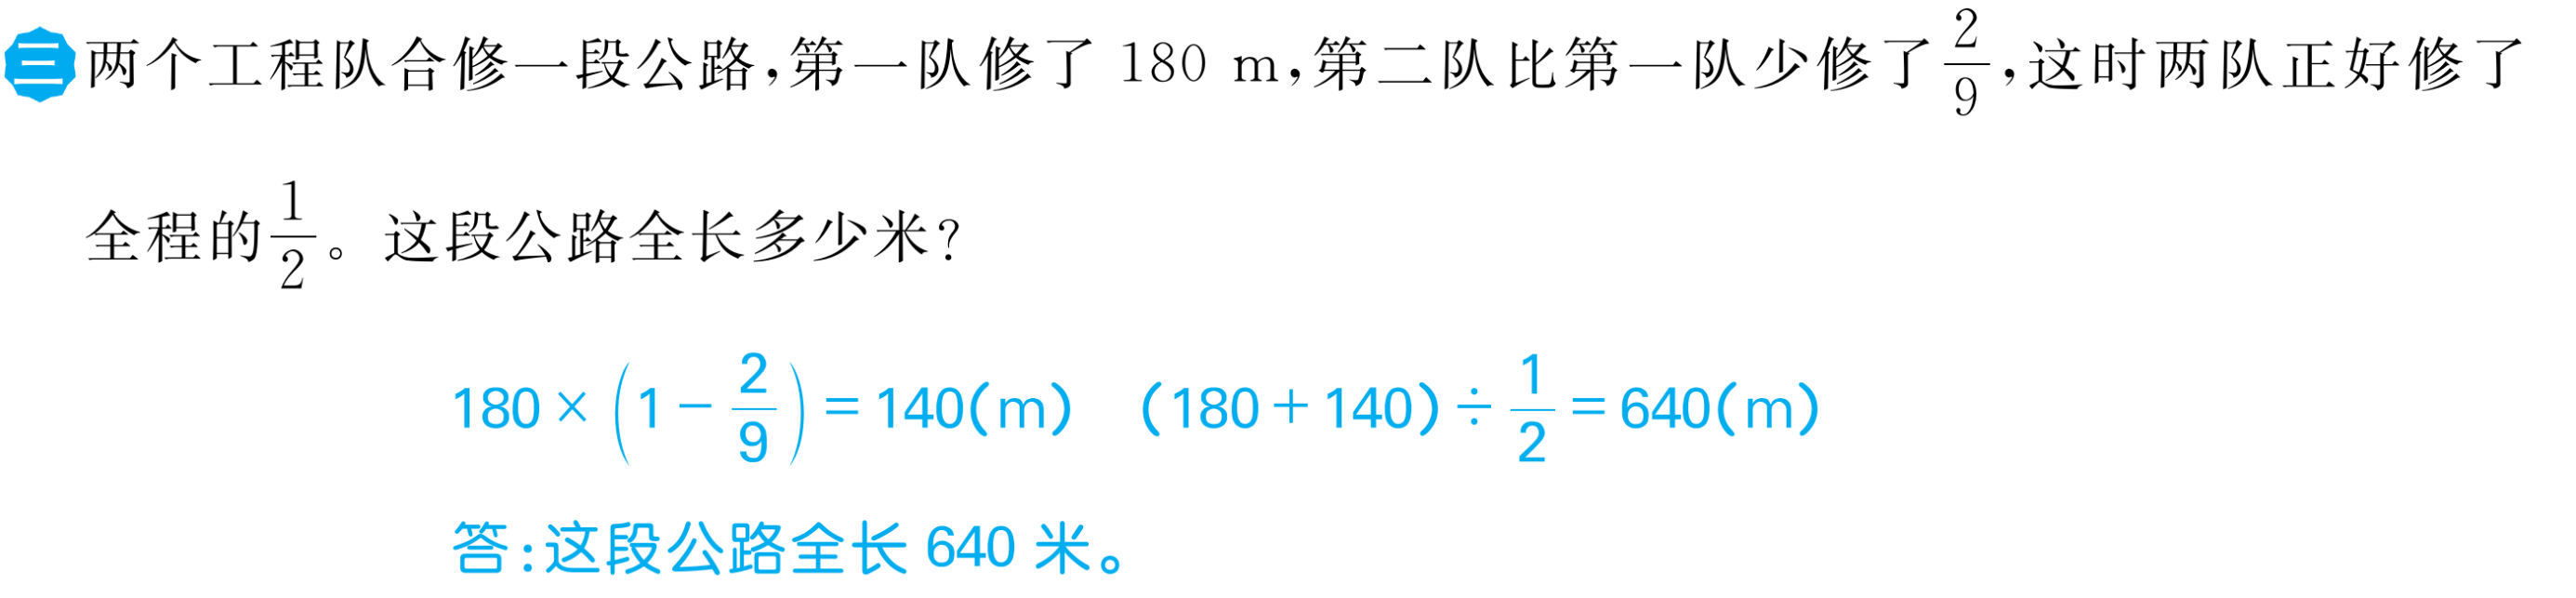 三 两个工程队合修一段公路,第一队修了 180 m,第二队比第一队少修了 2/9,这时两队正好修了
全程的 1/2。这段公路全长多少米?
180 × (1 − 2/9) = 140(m) (180 + 140) ÷ 1/2 = 640(m)
答:这段公路全长 640 米。